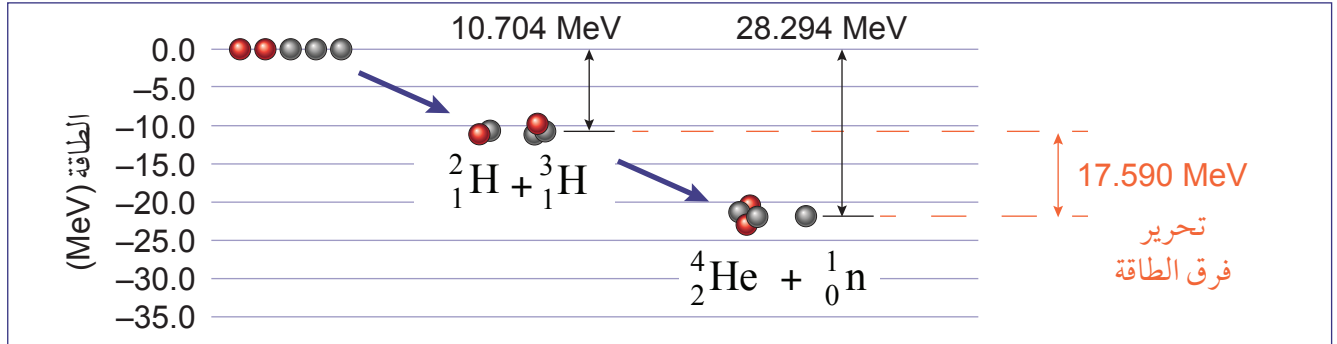 10.704 MeV 28.294 MeV
الطاقة (MeV)
0.0
–5.0
–10.0
–15.0
–20.0
–25.0
–30.0
–35.0
²₁H + ³₁H
⁴₂He + ¹₀n
17.590 MeV
تحرير
فرق الطاقة